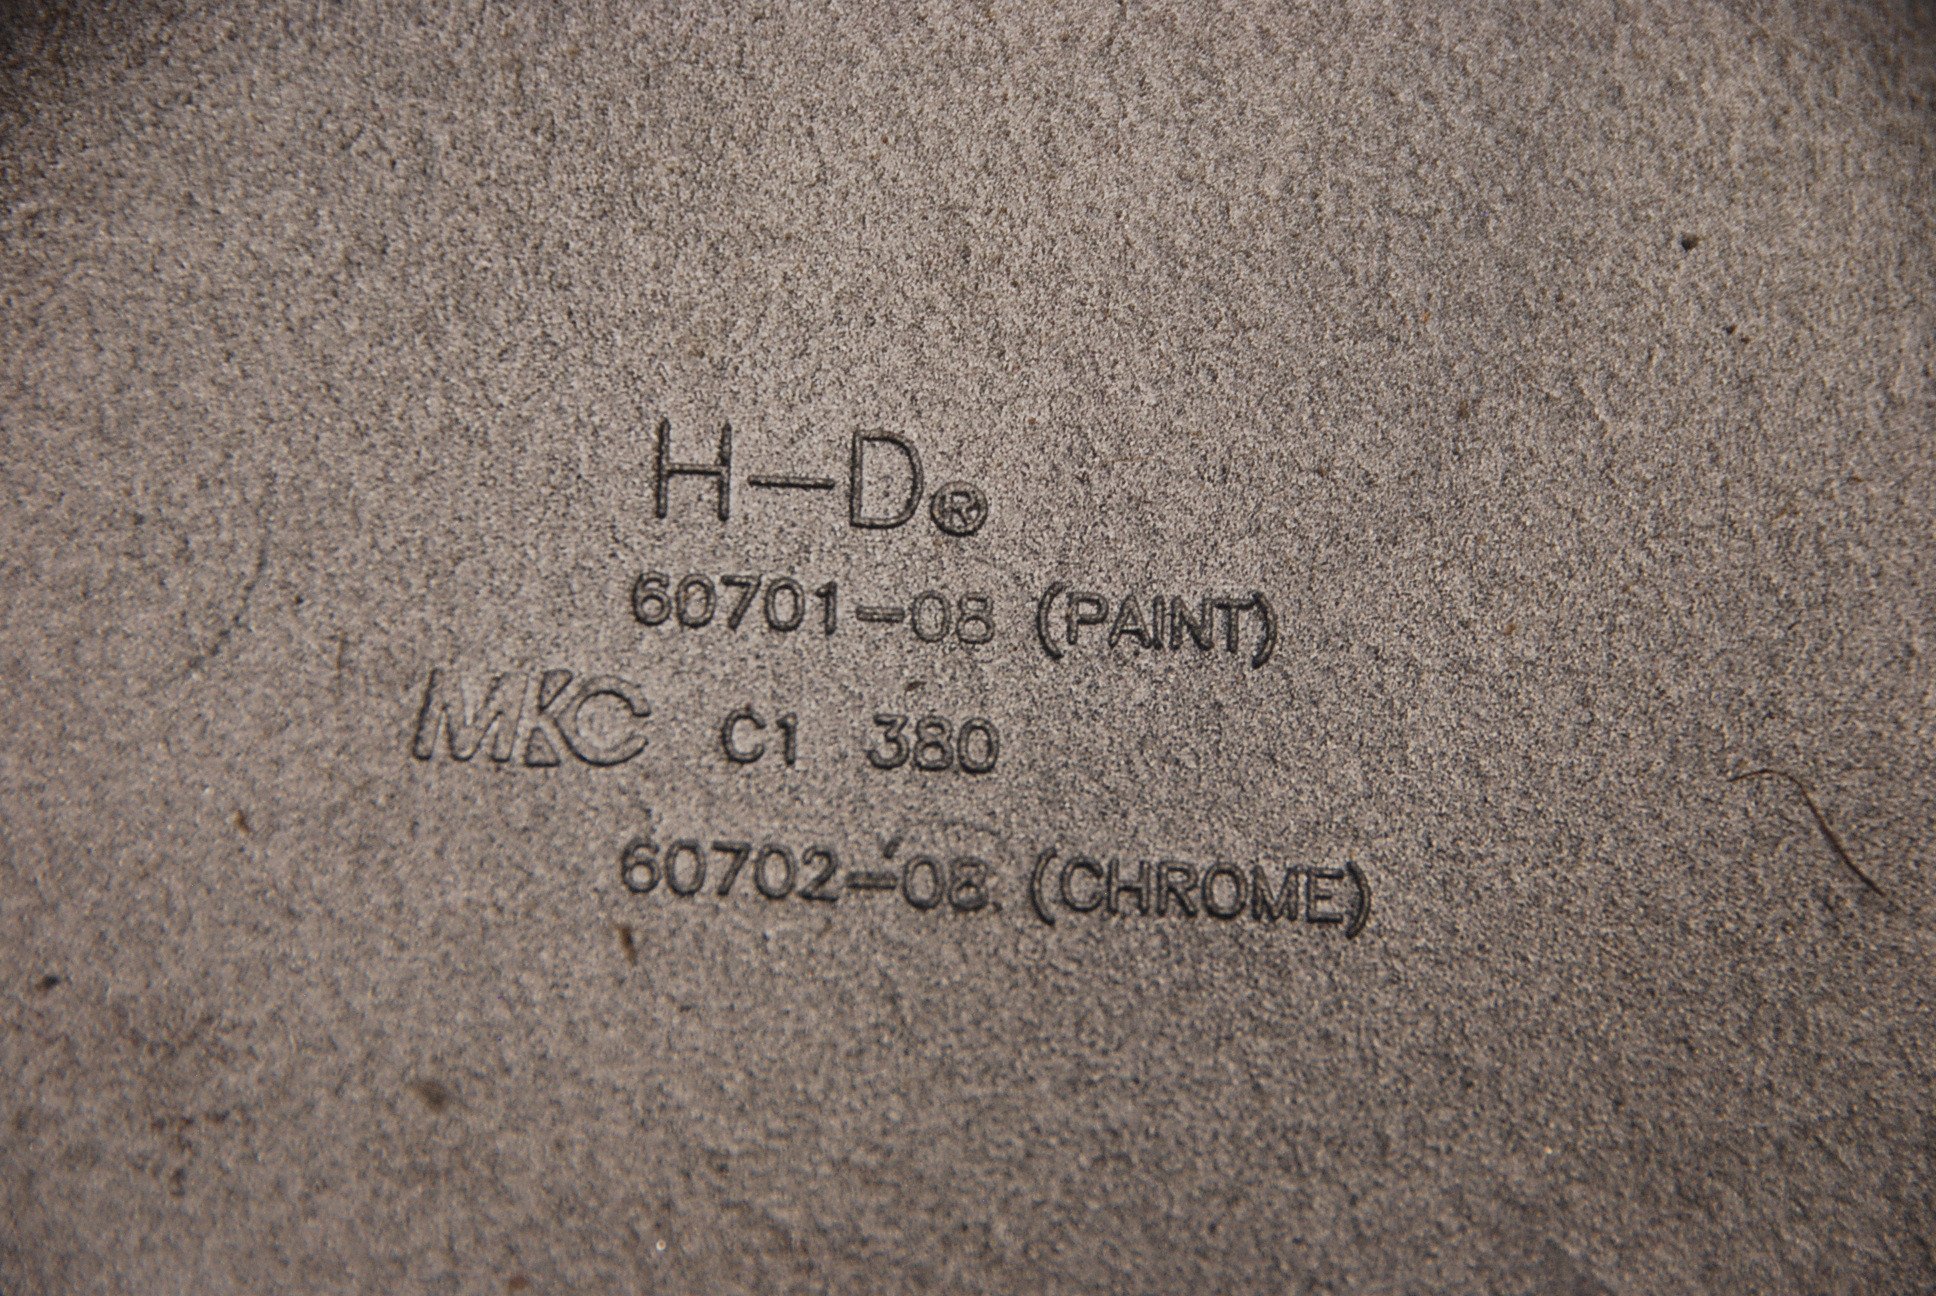 H-D®
60701-08 (PAINT)
MKC C1 380
60702-08 (CHROME)